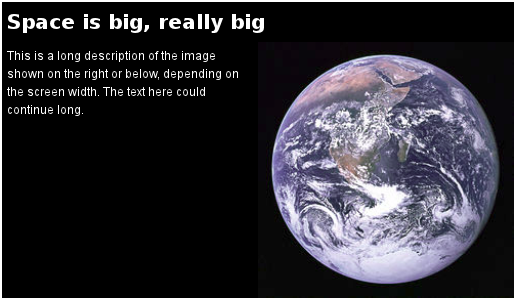 Space is big, really big
This is a long description of the image
shown on the right or below, depending on
the screen width. The text here could
continue long.